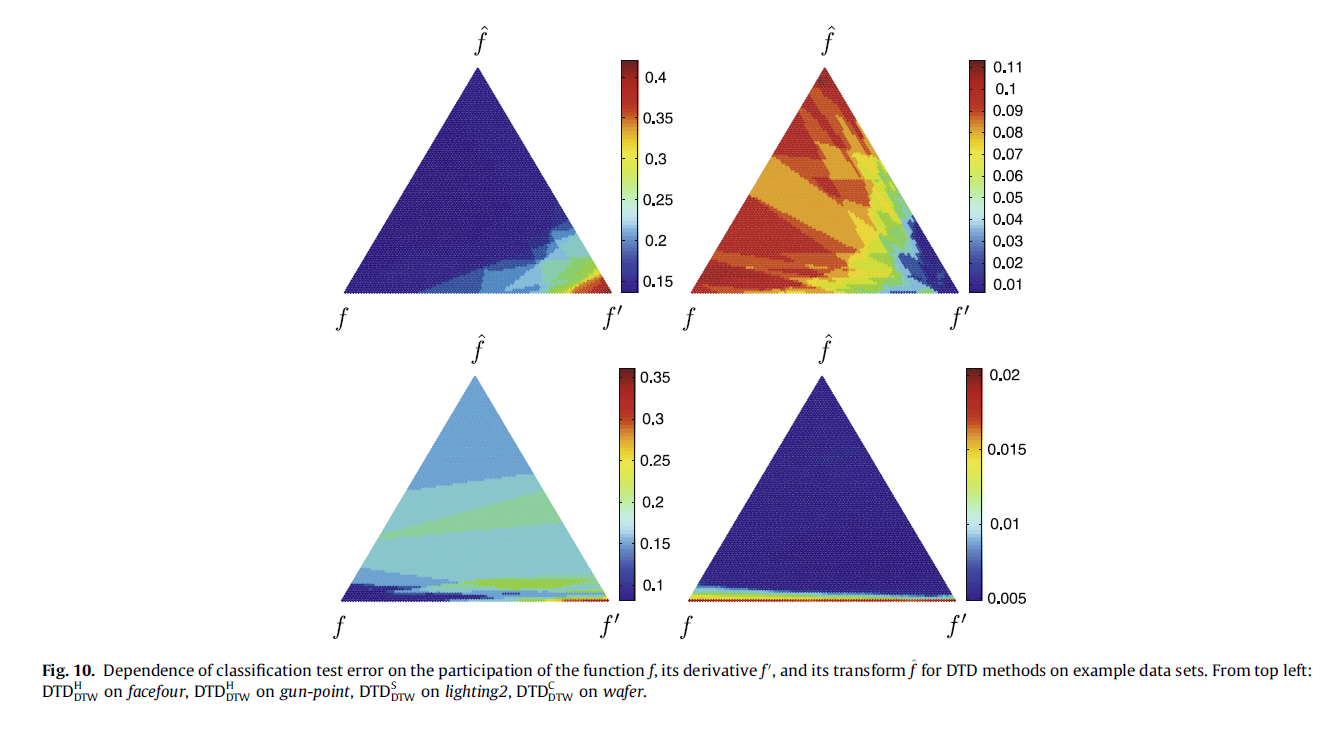 f̂
f̂
0.4
0.35
0.3
0.25
0.2
0.15
0.11
0.1
0.09
0.08
0.07
0.06
0.05
0.04
0.03
0.02
0.01
f
f′
f
f′
f̂
f̂
0.35
0.3
0.25
0.2
0.15
0.1
0.02
0.015
0.01
0.005
f
f′
f
f′
Fig. 10. Dependence of classification test error on the participation of the function f, its derivative f′, and its transform f̂ for DTD methods on example data sets. From top left:
DTD^H_DTW on facefour, DTD^H_DTW on gun-point, DTD^S_DTW on lighting2, DTD^C_DTW on wafer.